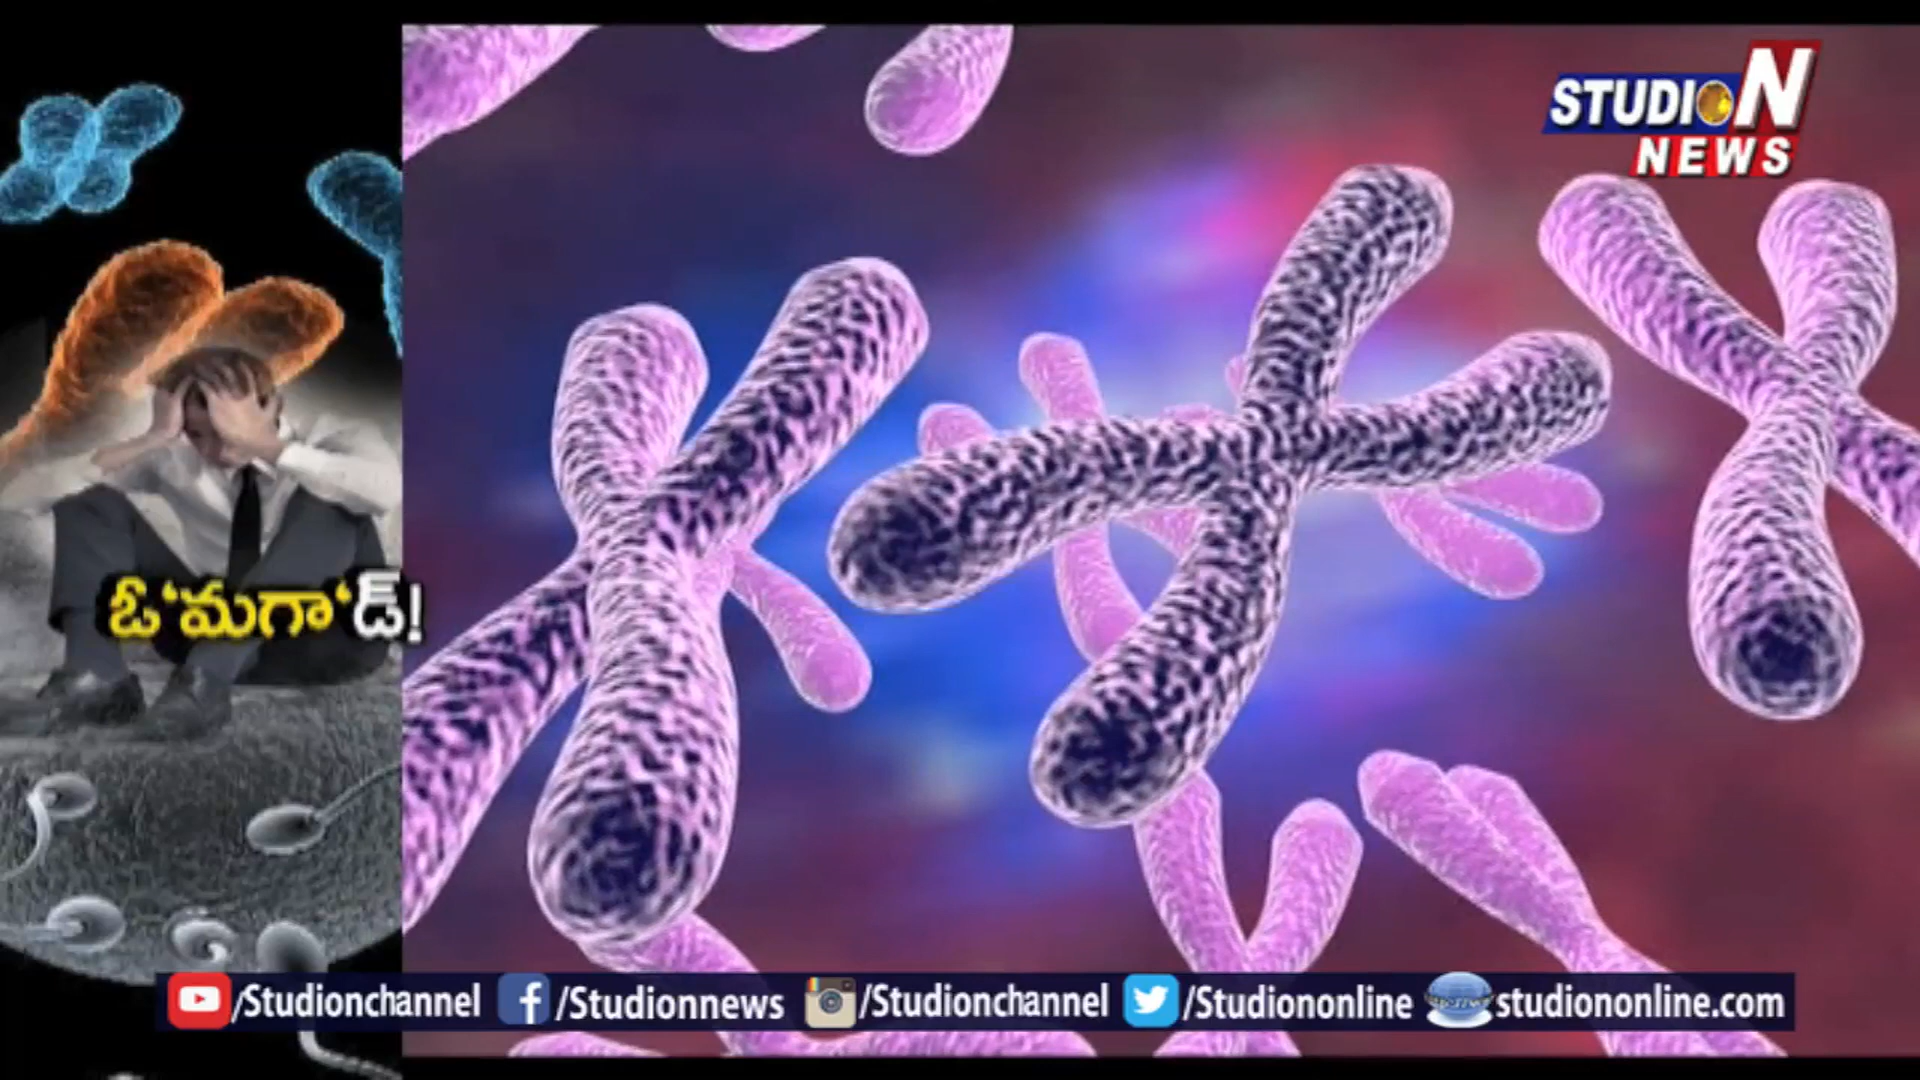 STUDIO N
NEWS
ఓ‘మగా‘డ్!
/Studionchannel
/Studionnews
/Studionchannel
/Studiononline
studiononline.com